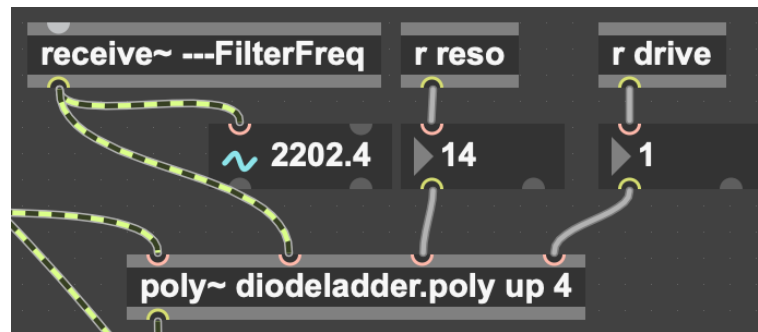 receive~ ---FilterFreq
r reso
r drive
2202.4
14
1
poly~ diodeladder.poly up 4